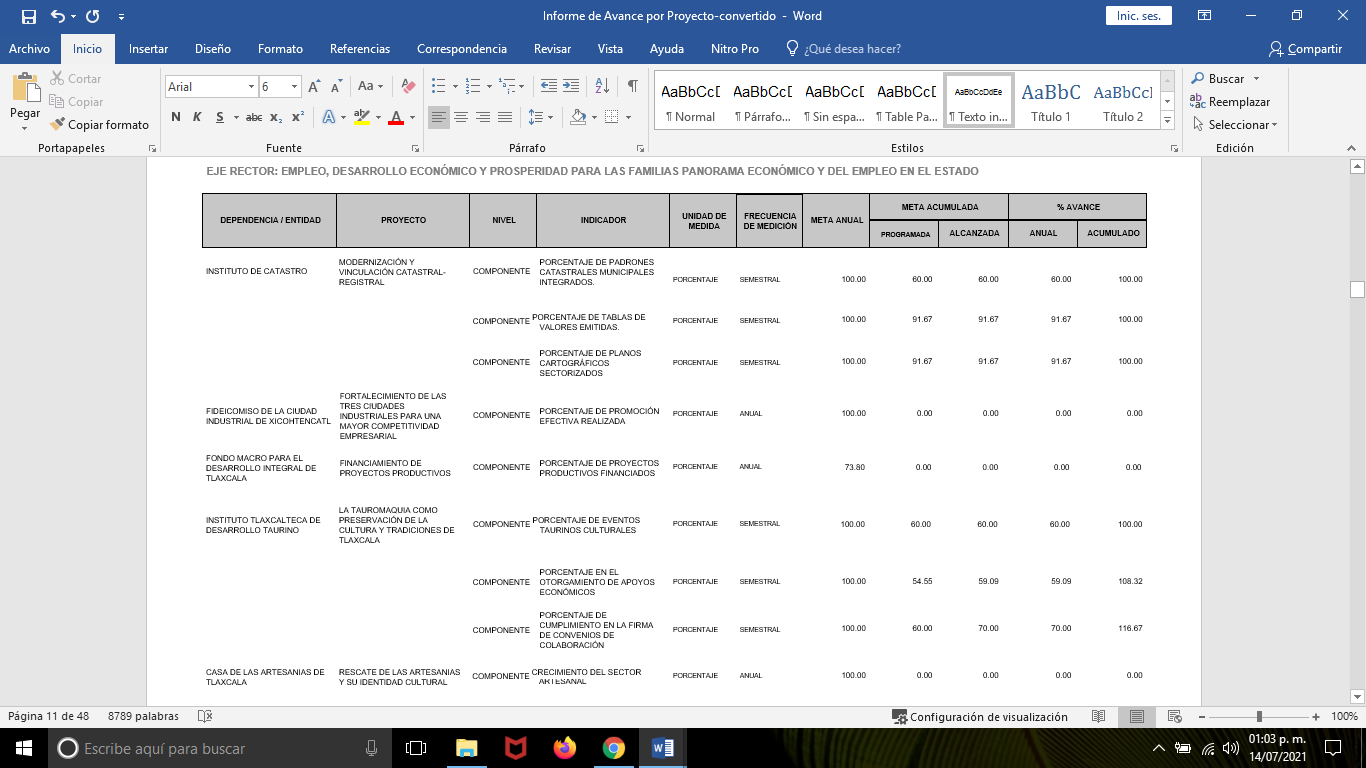 Informe de Avance por Proyecto-convertido - Word
Inic. ses.
Archivo Inicio Insertar Diseño Formato Referencias Correspondencia Revisar Vista Ayuda Nitro Pro ¿Qué desea hacer? Compartir
Pegar
Cortar
Copiar
Copiar formato
Portapapeles
Arial 6
N K S abc x₂ x²
Fuente
Párrafo
AaBbCcI AaBbCcI AaBbCcI AaBbCcI AaBbCcDdEe AaBbC AaBbCcI
¶ Normal ¶ Párrafo... ¶ Sin espa... ¶ Table Pa... ¶ Texto in... Título 1 Título 2
Estilos
Buscar
Reemplazar
Seleccionar
Edición
EJE RECTOR: EMPLEO, DESARROLLO ECONÓMICO Y PROSPERIDAD PARA LAS FAMILIAS PANORAMA ECONÓMICO Y DEL EMPLEO EN EL ESTADO
DEPENDENCIA / ENTIDAD PROYECTO NIVEL INDICADOR UNIDAD DE MEDIDA FRECUENCIA DE MEDICIÓN META ANUAL META ACUMULADA % AVANCE
PROGRAMADA ALCANZADA ANUAL ACUMULADO
INSTITUTO DE CATASTRO
MODERNIZACIÓN Y
VINCULACIÓN CATASTRAL-
REGISTRAL
COMPONENTE
PORCENTAJE DE PADRONES
CATASTRALES MUNICIPALES
INTEGRADOS.
PORCENTAJE SEMESTRAL 100.00 60.00 60.00 60.00 100.00
COMPONENTE
PORCENTAJE DE TABLAS DE
VALORES EMITIDAS.
PORCENTAJE SEMESTRAL 100.00 91.67 91.67 91.67 100.00
COMPONENTE
PORCENTAJE DE PLANOS
CARTOGRÁFICOS
SECTORIZADOS
PORCENTAJE SEMESTRAL 100.00 91.67 91.67 91.67 100.00
FIDEICOMISO DE LA CIUDAD
INDUSTRIAL DE XICOHTENCATL
FORTALECIMIENTO DE LAS
TRES CIUDADES
INDUSTRIALES PARA UNA
MAYOR COMPETITIVIDAD
EMPRESARIAL
COMPONENTE
PORCENTAJE DE PROMOCIÓN
EFECTIVA REALIZADA
PORCENTAJE ANUAL 100.00 0.00 0.00 0.00 0.00
FONDO MACRO PARA EL
DESARROLLO INTEGRAL DE
TLAXCALA
FINANCIAMIENTO DE
PROYECTOS PRODUCTIVOS
COMPONENTE
PORCENTAJE DE PROYECTOS
PRODUCTIVOS FINANCIADOS
PORCENTAJE ANUAL 73.80 0.00 0.00 0.00 0.00
INSTITUTO TLAXCALTECA DE
DESARROLLO TAURINO
LA TAUROMAQUIA COMO
PRESERVACIÓN DE LA
CULTURA Y TRADICIONES DE
TLAXCALA
COMPONENTE
PORCENTAJE DE EVENTOS
TAURINOS CULTURALES
PORCENTAJE SEMESTRAL 100.00 60.00 60.00 60.00 100.00
COMPONENTE
PORCENTAJE EN EL
OTORGAMIENTO DE APOYOS
ECONÓMICOS
PORCENTAJE SEMESTRAL 100.00 54.55 59.09 59.09 108.32
COMPONENTE
PORCENTAJE DE
CUMPLIMIENTO EN LA FIRMA
DE CONVENIOS DE
COLABORACIÓN
PORCENTAJE SEMESTRAL 100.00 60.00 70.00 70.00 116.67
CASA DE LAS ARTESANIAS DE
TLAXCALA
RESCATE DE LAS ARTESANIAS
Y SU IDENTIDAD CULTURAL
COMPONENTE
CRECIMIENTO DEL SECTOR
ARTESANAL
PORCENTAJE ANUAL 100.00 0.00 0.00 0.00 0.00
Página 11 de 48 8789 palabras Configuración de visualización 100%
Escribe aquí para buscar
01:03 p. m.
14/07/2021